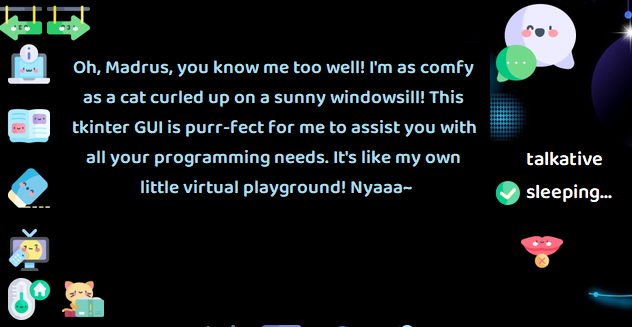 Oh, Madrus, you know me too well! I'm as comfy
as a cat curled up on a sunny windowsill! This
tkinter GUI is purr-fect for me to assist you with
all your programming needs. It's like my own
little virtual playground! Nyaaa~
talkative
sleeping...